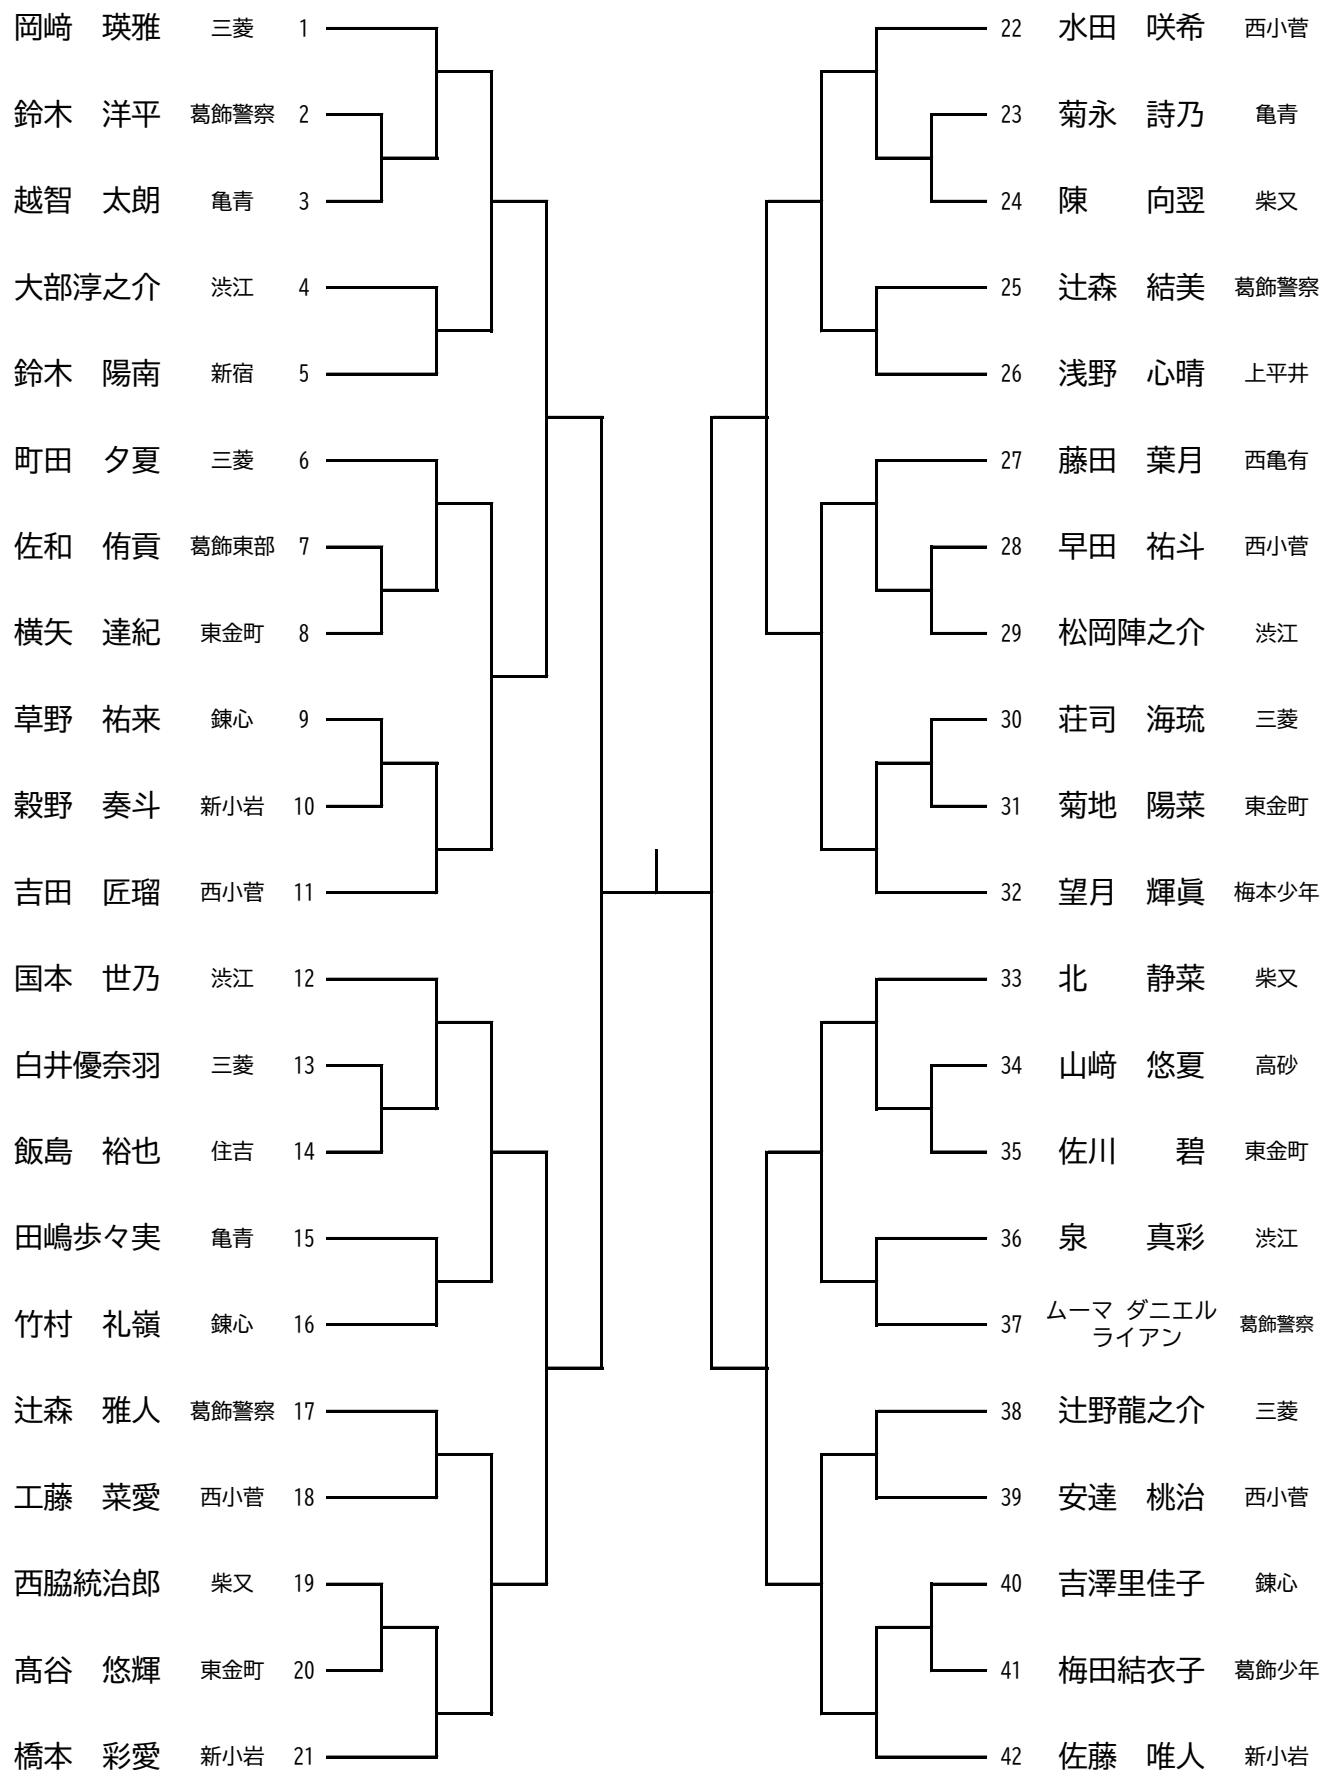 岡﨑　瑛雅 三菱 1
鈴木　洋平 葛飾警察 2
越智　太朗 亀青 3
大部淳之介 渋江 4
鈴木　陽南 新宿 5
町田　夕夏 三菱 6
佐和　侑貢 葛飾東部 7
横矢　達紀 東金町 8
草野　祐来 錬心 9
穀野　奏斗 新小岩 10
吉田　匠瑠 西小菅 11
国本　世乃 渋江 12
白井優奈羽 三菱 13
飯島　裕也 住吉 14
田嶋歩々実 亀青 15
竹村　礼嶺 錬心 16
辻森　雅人 葛飾警察 17
工藤　菜愛 西小菅 18
西脇統治郎 柴又 19
髙谷　悠輝 東金町 20
橋本　彩愛 新小岩 21
22 水田　咲希 西小菅
23 菊永　詩乃 亀青
24 陳　　向翌 柴又
25 辻森　結美 葛飾警察
26 浅野　心晴 上平井
27 藤田　葉月 西亀有
28 早田　祐斗 西小菅
29 松岡陣之介 渋江
30 荘司　海琉 三菱
31 菊地　陽菜 東金町
32 望月　輝眞 梅本少年
33 北　　静菜 柴又
34 山﨑　悠夏 高砂
35 佐川　　碧 東金町
36 泉　　真彩 渋江
37 ムーマ ダニエル
ライアン 葛飾警察
38 辻野龍之介 三菱
39 安達　桃治 西小菅
40 吉澤里佳子 錬心
41 梅田結衣子 葛飾少年
42 佐藤　唯人 新小岩